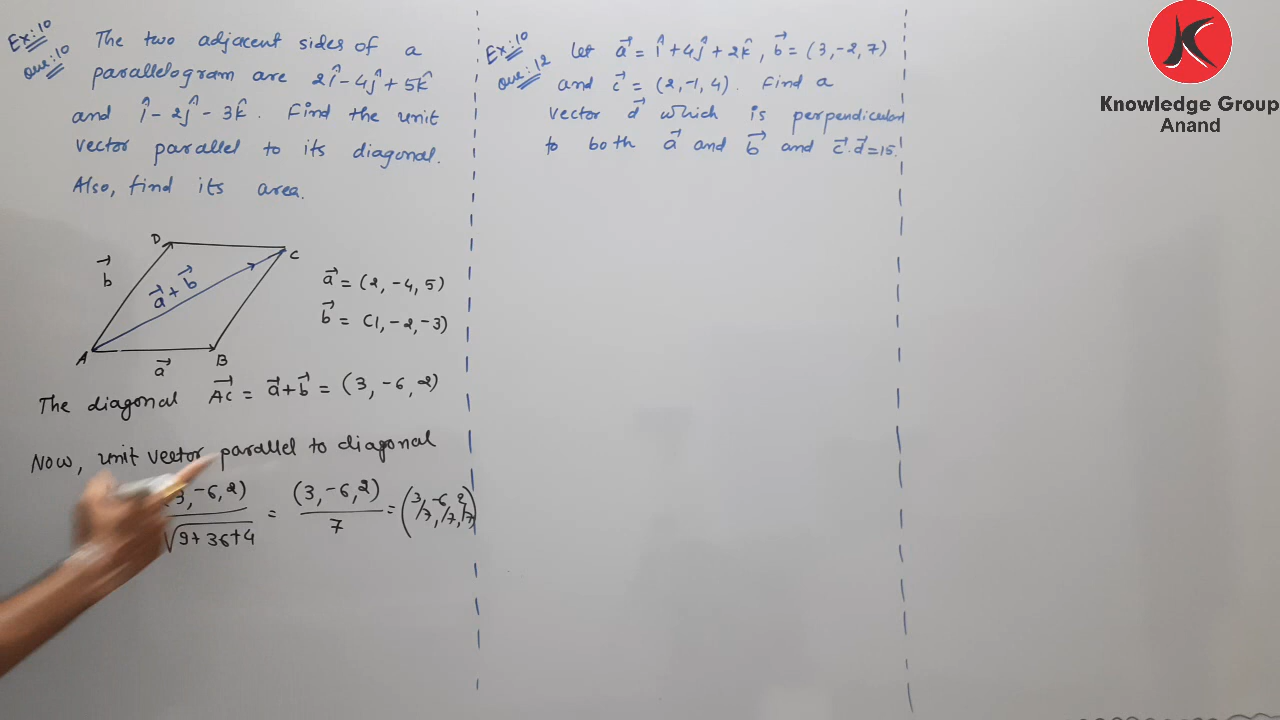 Ex:10
Que:10
The two adjacent sides of a
parallelogram are 2î - 4ĵ + 5k̂
and î - 2ĵ - 3k̂. Find the unit
vector parallel to its diagonal.
Also, find its area.
D
C
b⃗
a⃗ + b⃗
A
B
a⃗
a⃗ = (2, -4, 5)
b⃗ = (1, -2, -3)
The diagonal AC⃗ = a⃗ + b⃗ = (3, -6, 2)
Now, unit vector parallel to diagonal
(3, -6, 2) / √9+36+4 = (3, -6, 2) / 7 = (3/7, -6/7, 2/7)
Ex:10
Que:12
Let a⃗ = î + 4ĵ + 2k̂, b⃗ = (3, -2, 7)
and c⃗ = (2, -1, 4). Find a
vector d⃗ which is perpendicular
to both a⃗ and b⃗ and c⃗.d⃗ = 15.
K
Knowledge Group
Anand